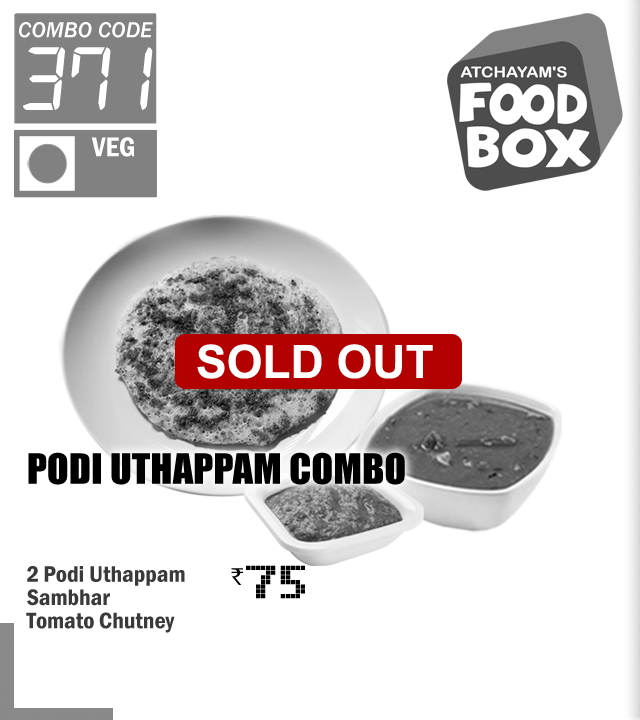 COMBO CODE
371
VEG
ATCHAYAM'S
FOOD
BOX
SOLD OUT
PODI UTHAPPAM COMBO
2 Podi Uthappam
Sambhar
Tomato Chutney
₹75